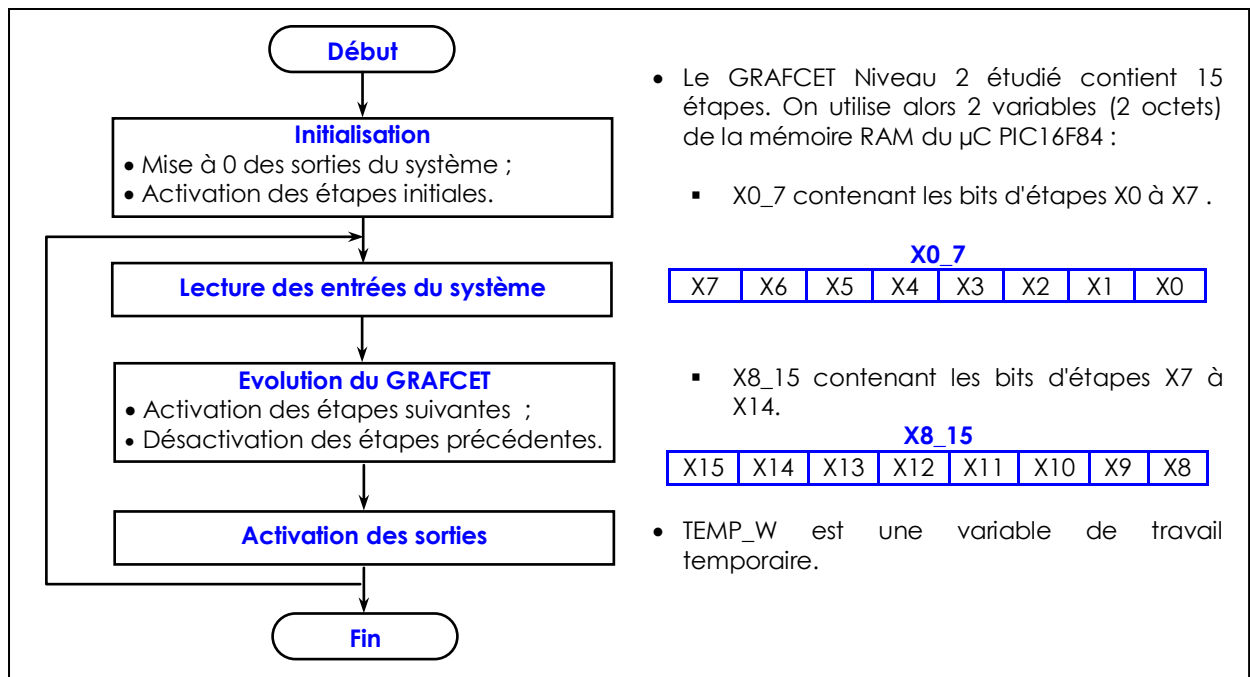 Début
Initialisation
• Mise à 0 des sorties du système ;
• Activation des étapes initiales.
Lecture des entrées du système
Evolution du GRAFCET
• Activation des étapes suivantes ;
• Désactivation des étapes précédentes.
Activation des sorties
Fin
• Le GRAFCET Niveau 2 étudié contient 15
étapes. On utilise alors 2 variables (2 octets)
de la mémoire RAM du µC PIC16F84 :
▪ X0_7 contenant les bits d'étapes X0 à X7 .
X0_7
X7 X6 X5 X4 X3 X2 X1 X0
▪ X8_15 contenant les bits d'étapes X7 à
X14.
X8_15
X15 X14 X13 X12 X11 X10 X9 X8
• TEMP_W est une variable de travail
temporaire.